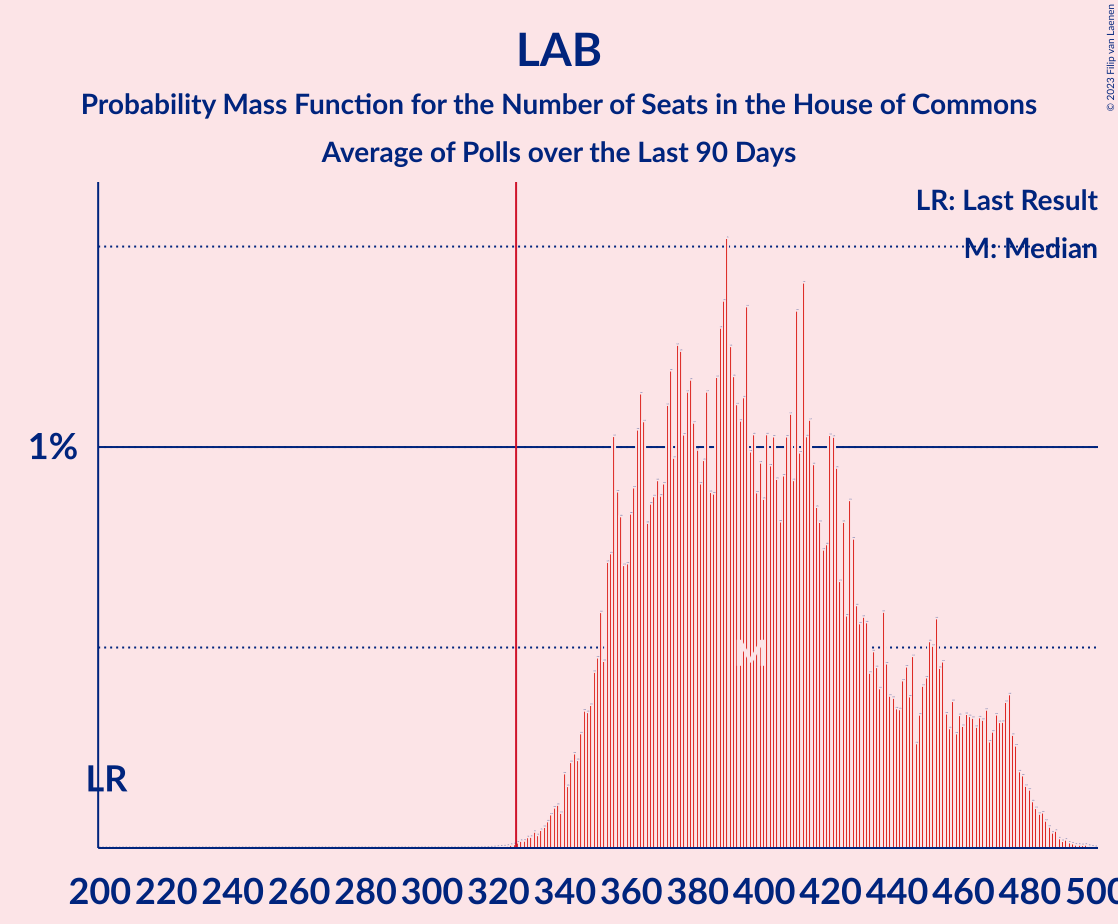 LAB
Probability Mass Function for the Number of Seats in the House of Commons
Average of Polls over the Last 90 Days
© 2023 Filip van Laenen
LR: Last Result
M: Median
1%
M
LR
200 220 240 260 280 300 320 340 360 380 400 420 440 460 480 500